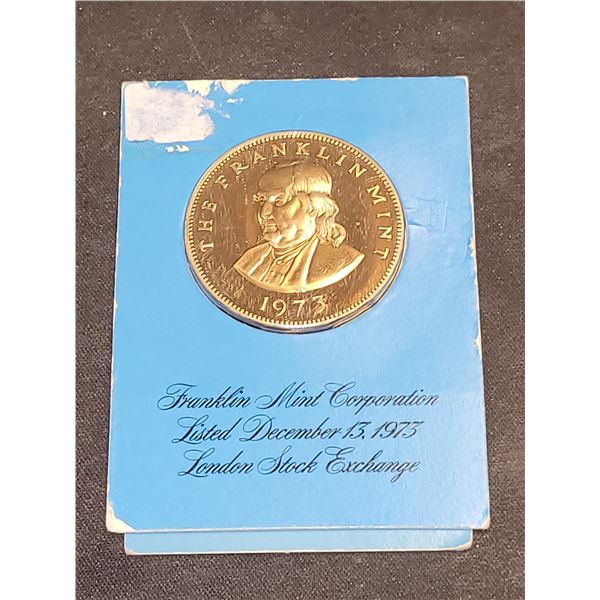 THE FRANKLIN MINT
1973
Franklin Mint Corporation
Listed December 13, 1973
London Stock Exchange